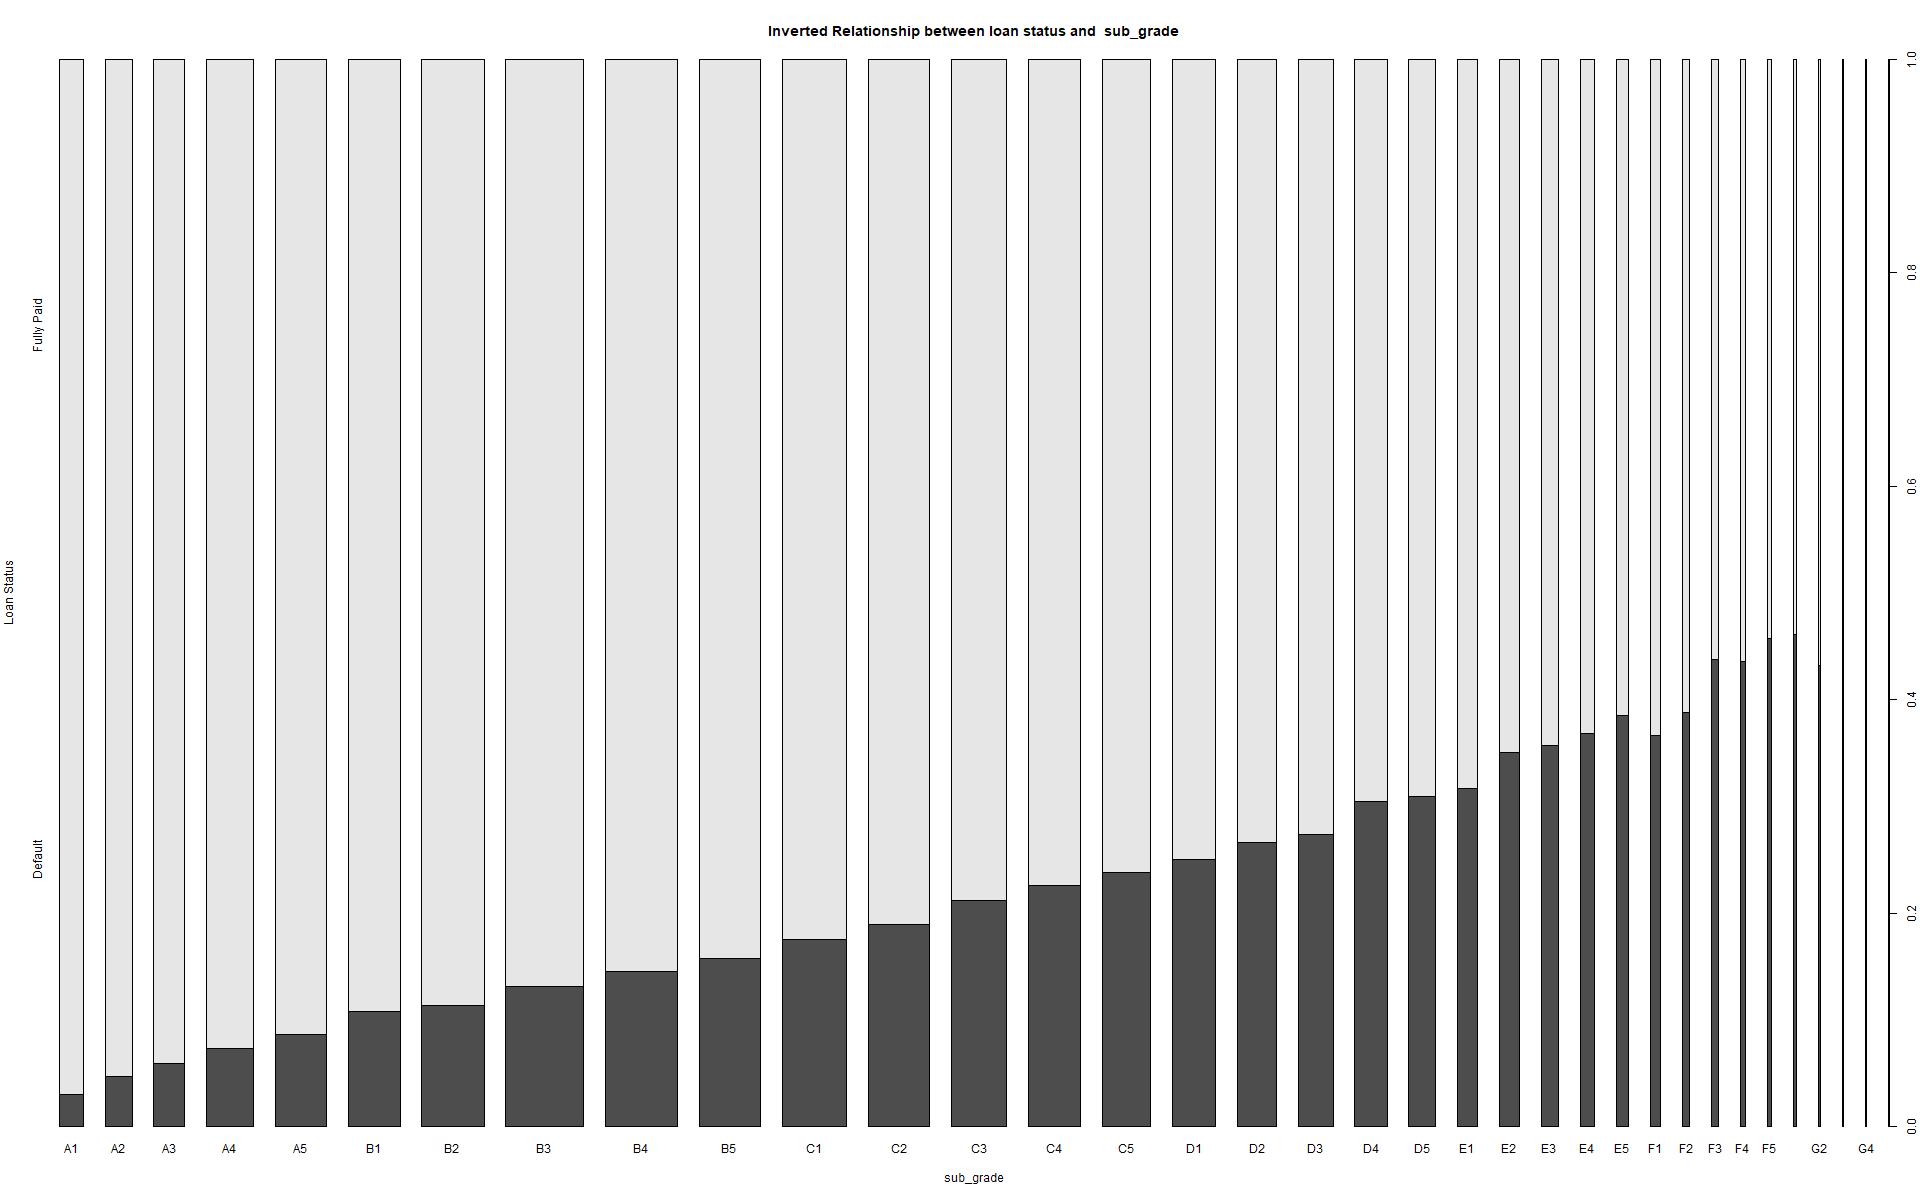 Inverted Relationship between loan status and  sub_grade
Fully Paid
Default
Loan Status
1.0
0.8
0.6
0.4
0.2
0.0
A1 A2 A3 A4 A5 B1 B2 B3 B4 B5 C1 C2 C3 C4 C5 D1 D2 D3 D4 D5 E1 E2 E3 E4 E5 F1 F2 F3 F4 F5 G2 G4
sub_grade